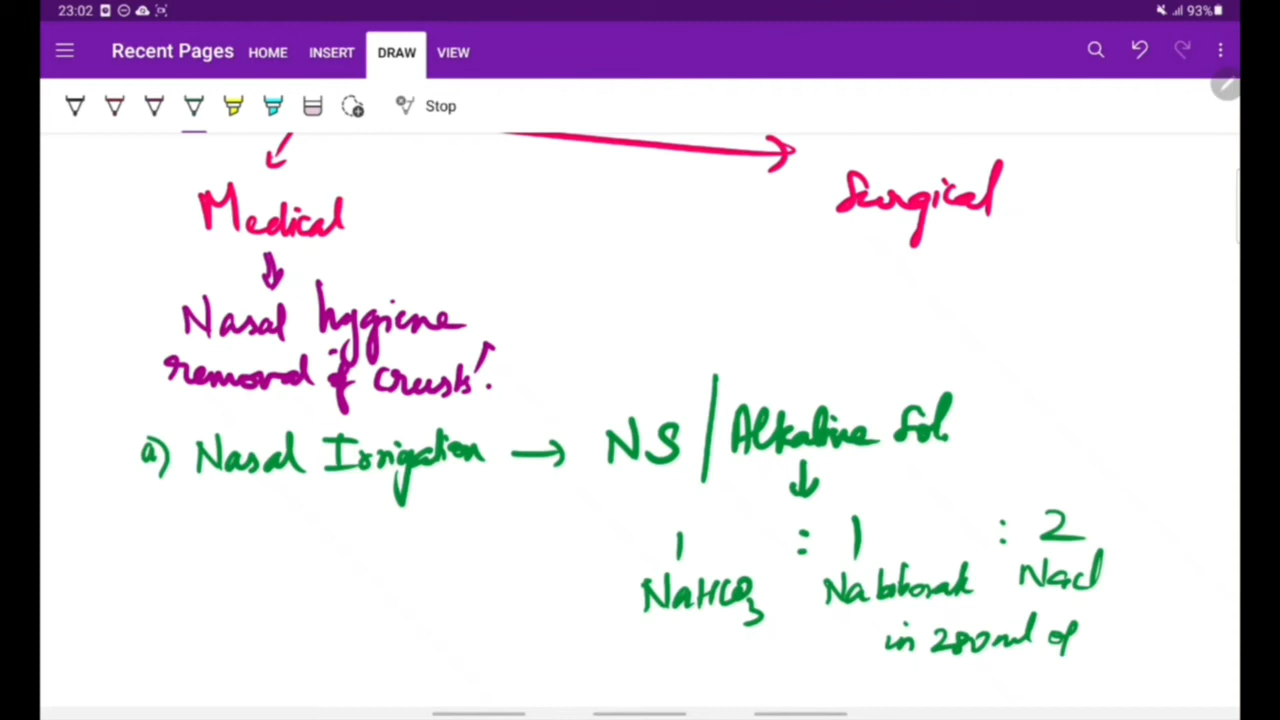 23:02 93%
Recent Pages HOME INSERT DRAW VIEW
Stop
Medical Surgical
Nasal hygiene
removal of crusts!
a) Nasal Irrigation → NS / Alkaline Sol.
1 : 1 : 2
NaHCO3 Na biborate NaCl
in 280ml of